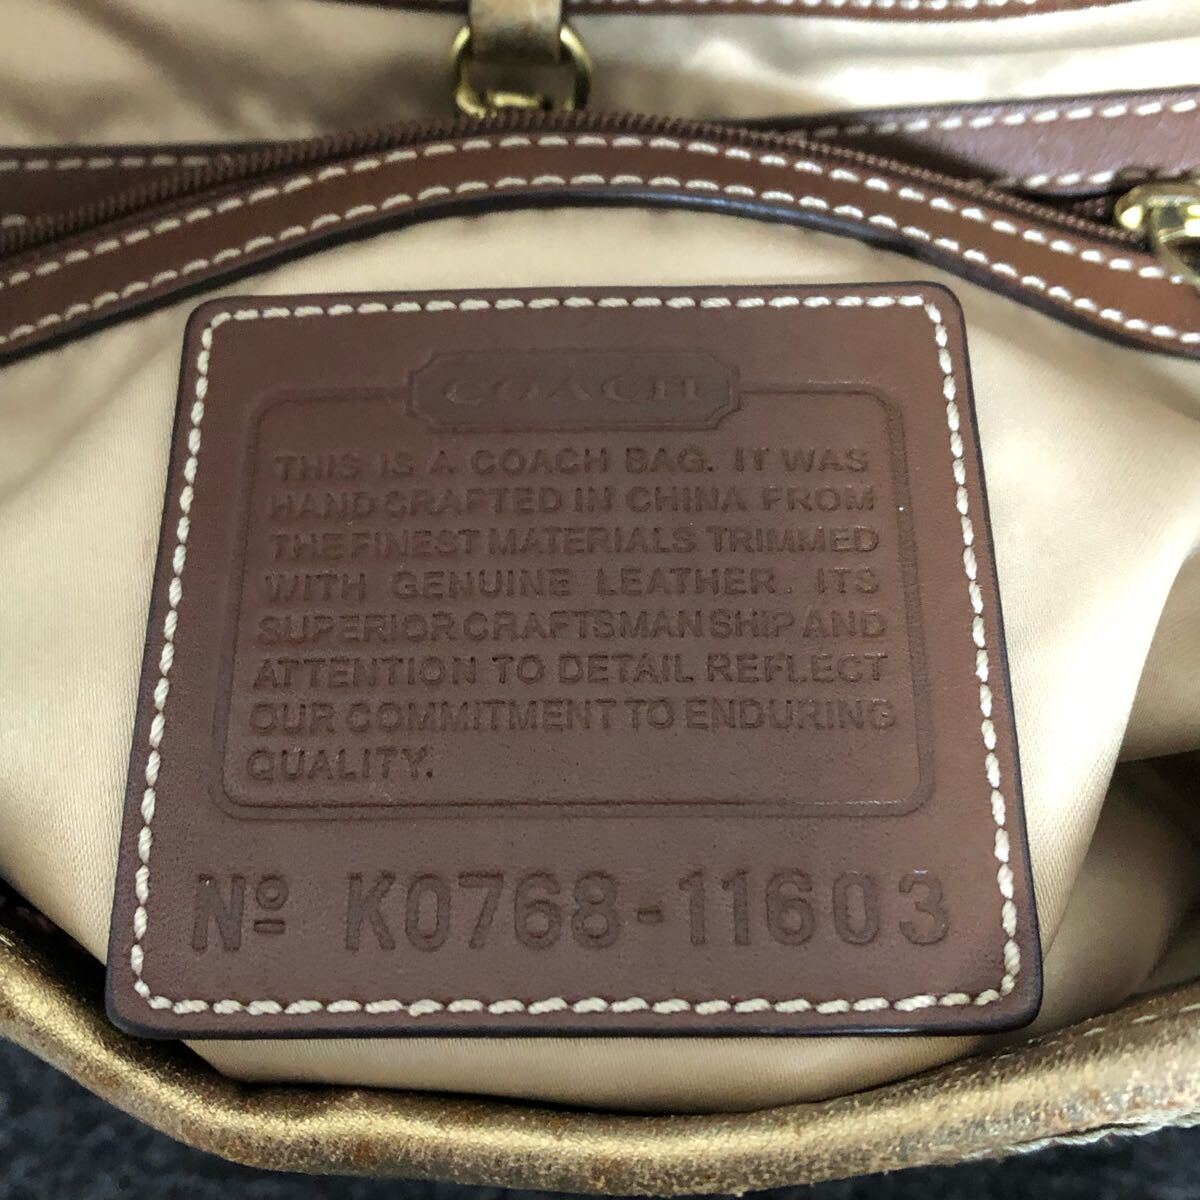 COACH
THIS IS A COACH BAG. IT WAS
HAND CRAFTED IN CHINA FROM
THE FINEST MATERIALS TRIMMED
WITH GENUINE LEATHER. ITS
SUPERIOR CRAFTSMANSHIP AND
ATTENTION TO DETAIL REFLECT
OUR COMMITMENT TO ENDURING
QUALITY.
Nº K0768-11603